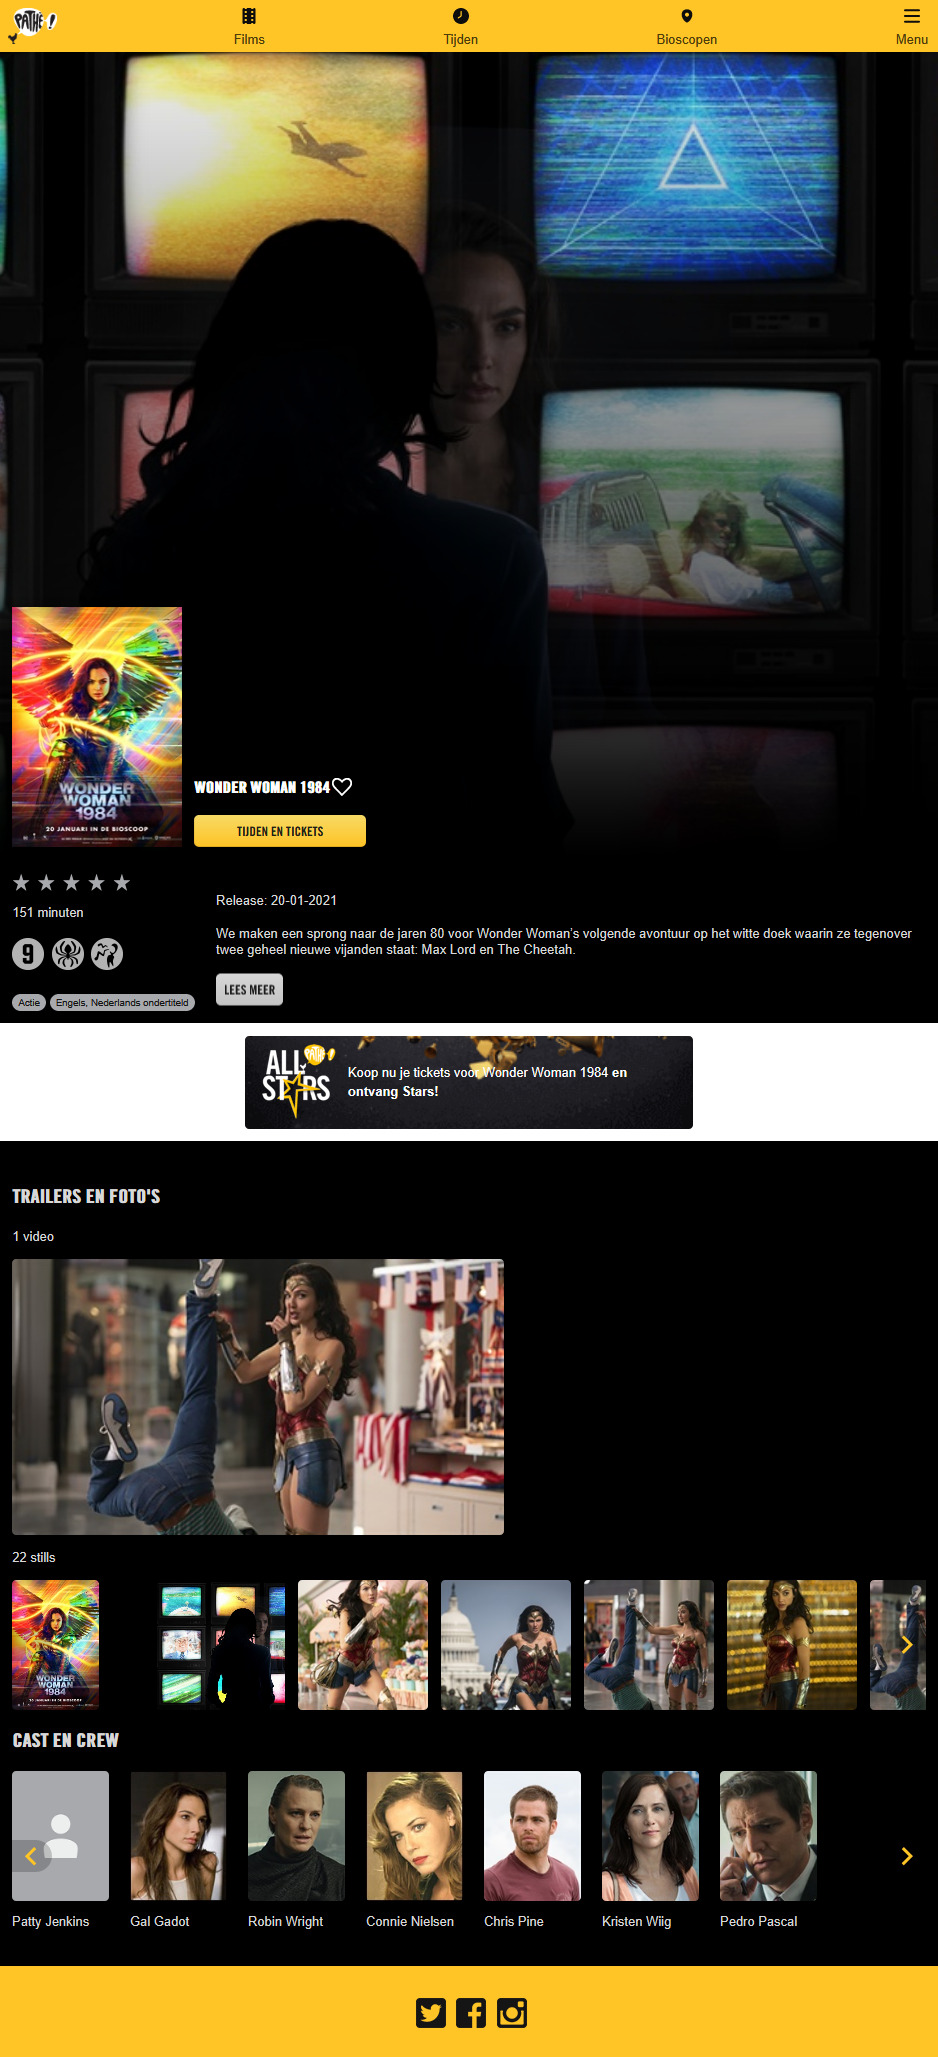 PATHÉ!
Films
Tijden
Bioscopen
Menu
WONDER
WOMAN
1984
20 JANUARI IN DE BIOSCOOP
WONDER WOMAN 1984
TIJDEN EN TICKETS
151 minuten
9
Actie
Engels, Nederlands ondertiteld
Release: 20-01-2021
We maken een sprong naar de jaren 80 voor Wonder Woman's volgende avontuur op het witte doek waarin ze tegenover
twee geheel nieuwe vijanden staat: Max Lord en The Cheetah.
LEES MEER
ALL PATHÉ!
STARS
Koop nu je tickets voor Wonder Woman 1984 en
ontvang Stars!
TRAILERS EN FOTO'S
1 video
22 stills
WONDER
WOMAN
1984
20 JANUARI IN DE BIOSCOOP
CAST EN CREW
Patty Jenkins
Gal Gadot
Robin Wright
Connie Nielsen
Chris Pine
Kristen Wiig
Pedro Pascal